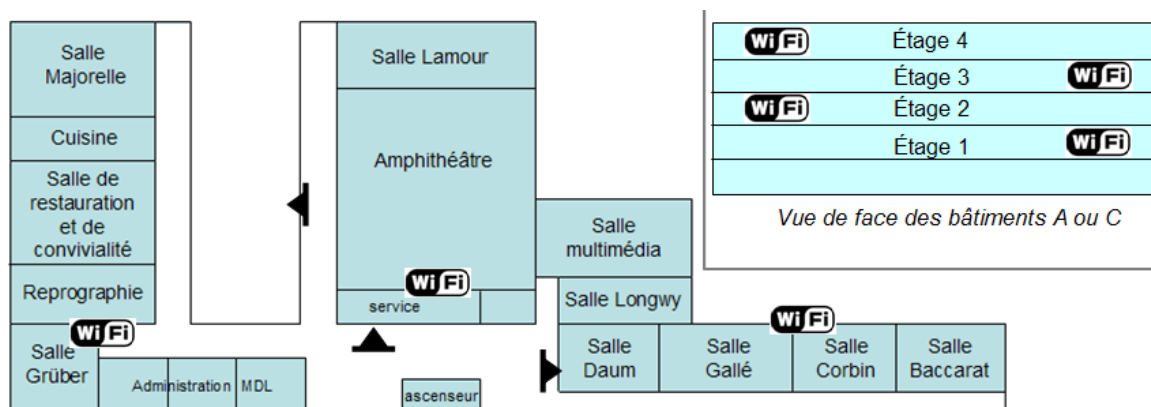 Salle
Majorelle
Cuisine
Salle de
restauration
et de
convivialité
Reprographie
WiFi
Salle
Grüber
Administration
MDL
Salle Lamour
Amphithéâtre
WiFi
service
ascenseur
Salle
multimédia
Salle Longwy
WiFi
Salle
Daum
Salle
Gallé
Salle
Corbin
Salle
Baccarat
WiFi Étage 4
Étage 3 WiFi
WiFi Étage 2
Étage 1 WiFi
Vue de face des bâtiments A ou C